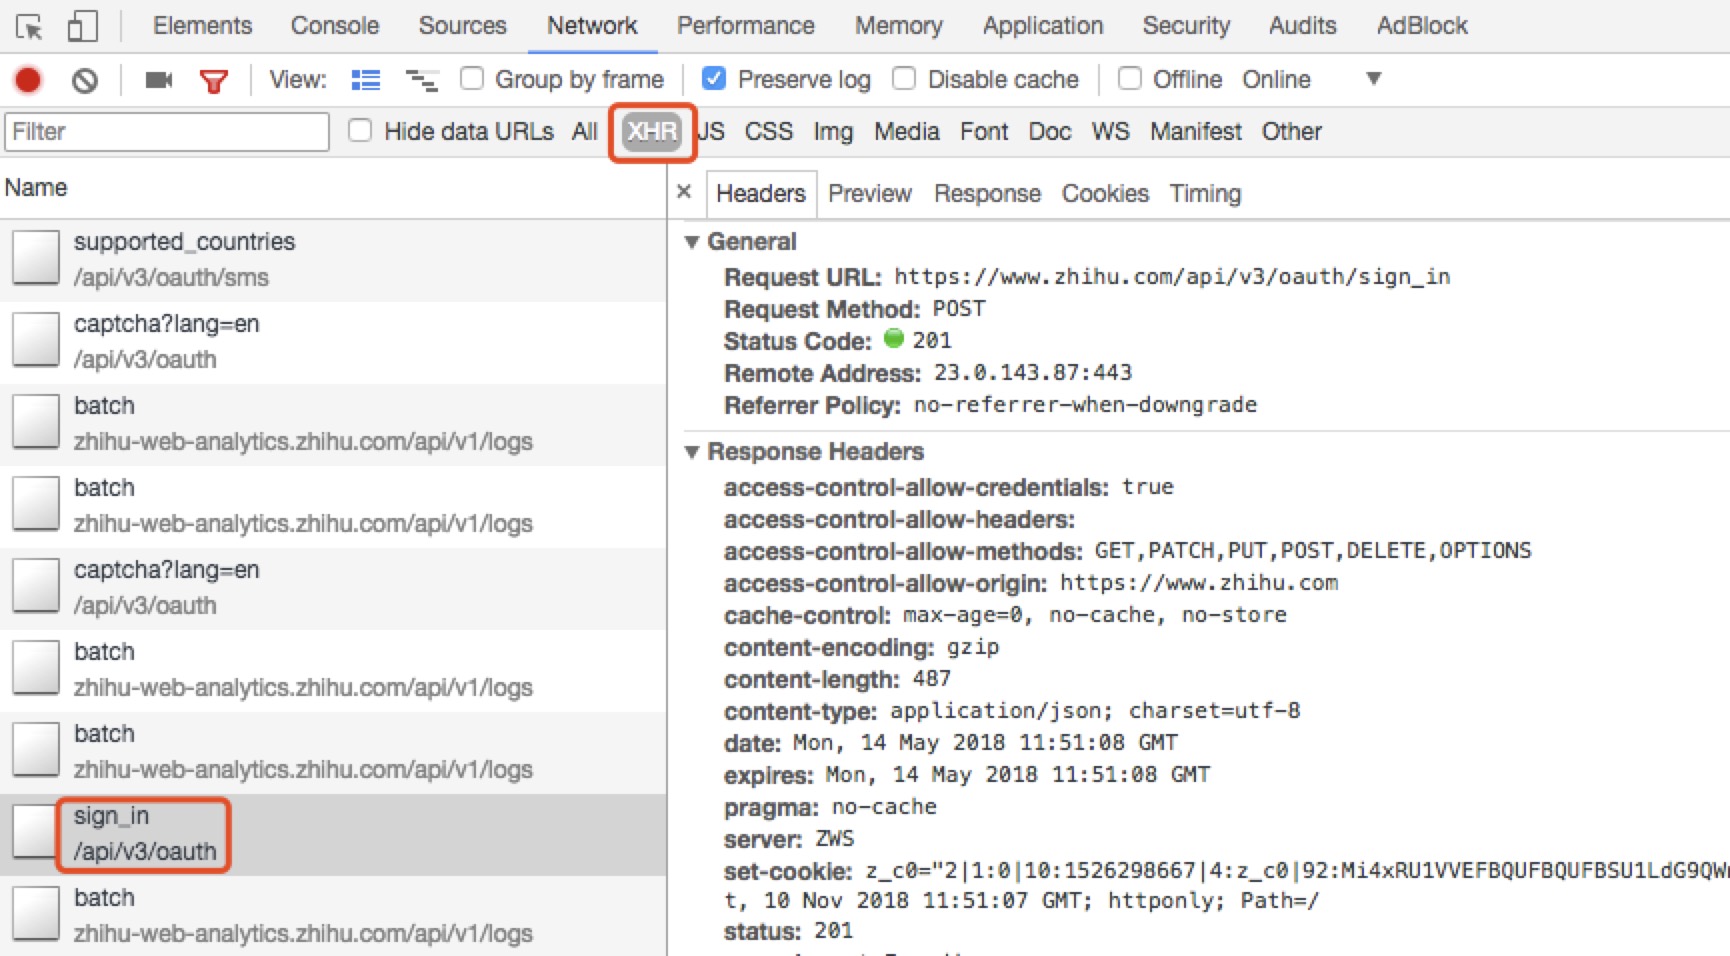 Elements Console Sources Network Performance Memory Application Security Audits AdBlock
View: Group by frame Preserve log Disable cache Offline Online
Filter Hide data URLs All XHR JS CSS Img Media Font Doc WS Manifest Other
Name
supported_countries
/api/v3/oauth/sms
captcha?lang=en
/api/v3/oauth
batch
zhihu-web-analytics.zhihu.com/api/v1/logs
batch
zhihu-web-analytics.zhihu.com/api/v1/logs
captcha?lang=en
/api/v3/oauth
batch
zhihu-web-analytics.zhihu.com/api/v1/logs
batch
zhihu-web-analytics.zhihu.com/api/v1/logs
sign_in
/api/v3/oauth
batch
zhihu-web-analytics.zhihu.com/api/v1/logs
× Headers Preview Response Cookies Timing
General
Request URL: https://www.zhihu.com/api/v3/oauth/sign_in
Request Method: POST
Status Code: 201
Remote Address: 23.0.143.87:443
Referrer Policy: no-referrer-when-downgrade
Response Headers
access-control-allow-credentials: true
access-control-allow-headers:
access-control-allow-methods: GET,PATCH,PUT,POST,DELETE,OPTIONS
access-control-allow-origin: https://www.zhihu.com
cache-control: max-age=0, no-cache, no-store
content-encoding: gzip
content-length: 487
content-type: application/json; charset=utf-8
date: Mon, 14 May 2018 11:51:08 GMT
expires: Mon, 14 May 2018 11:51:08 GMT
pragma: no-cache
server: ZWS
set-cookie: z_c0="2|1:0|10:1526298667|4:z_c0|92:Mi4xRU1VVEFBQUFBQUFBSU1LdG9QW
t, 10 Nov 2018 11:51:07 GMT; httponly; Path=/
status: 201